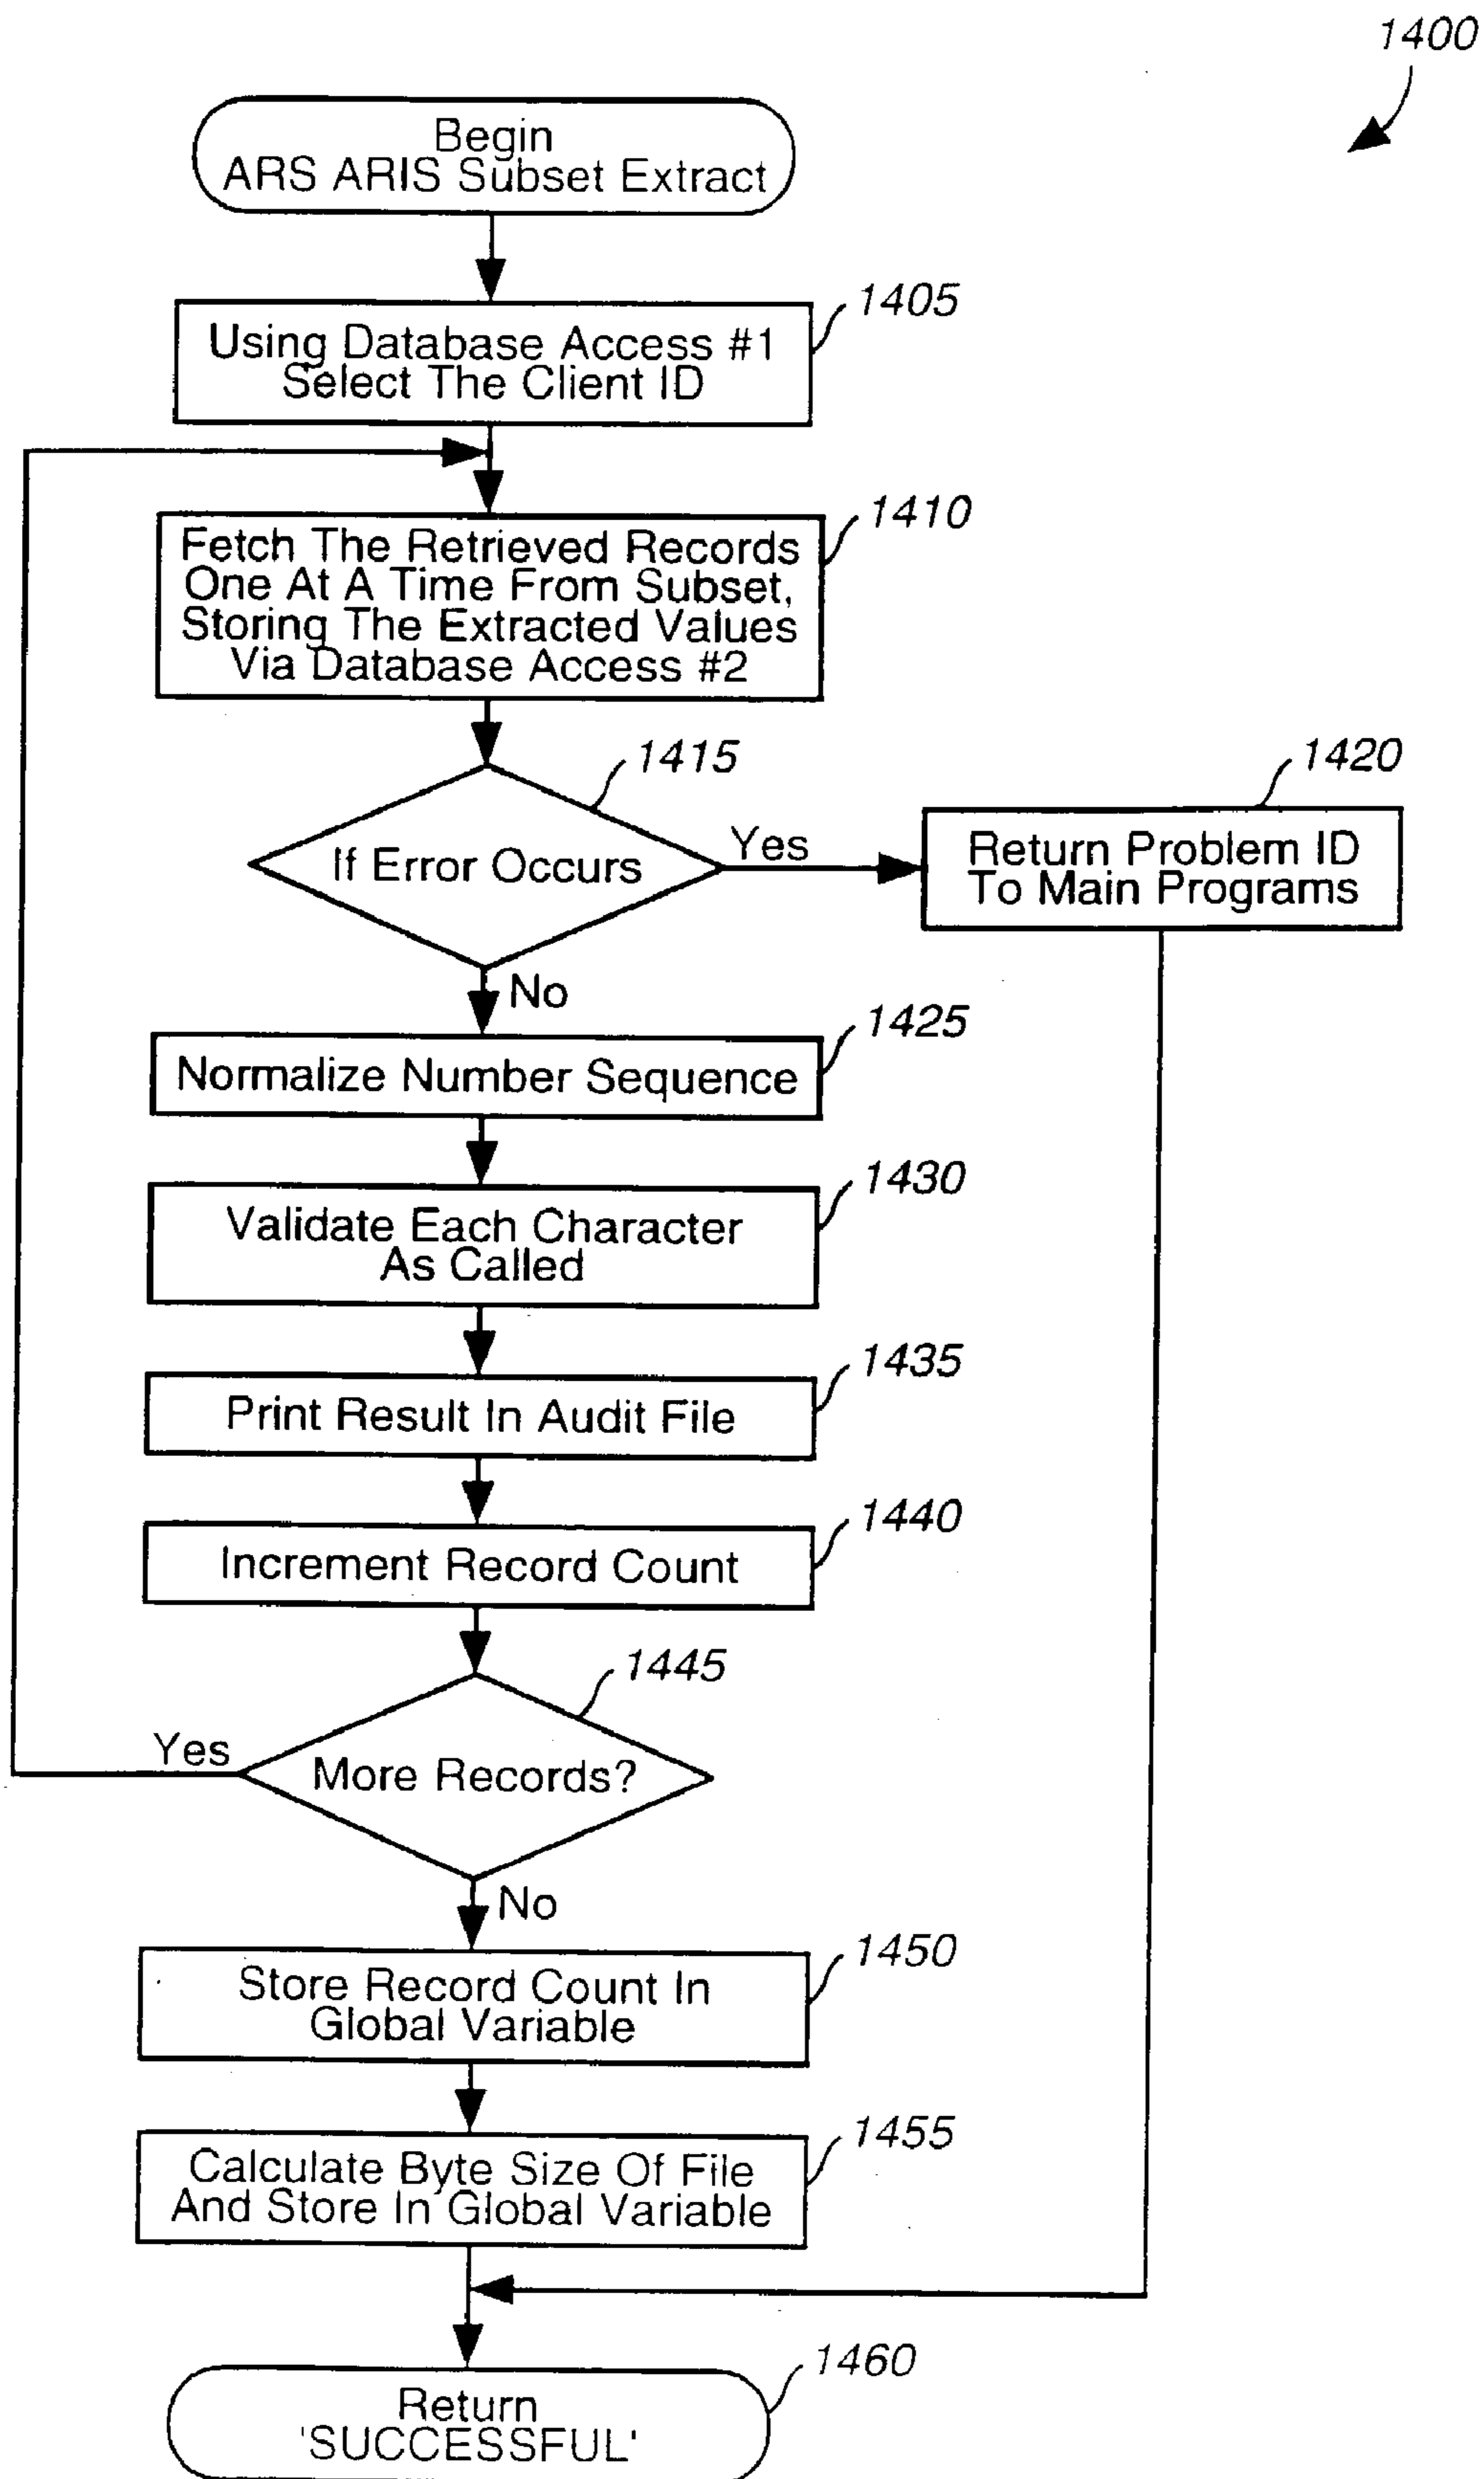 1400
Begin
ARS ARIS Subset Extract
1405
Using Database Access #1
Select The Client ID
1410
Fetch The Retrieved Records
One At A Time From Subset,
Storing The Extracted Values
Via Database Access #2
1415
If Error Occurs
Yes
1420
Return Problem ID
To Main Programs
No
1425
Normalize Number Sequence
1430
Validate Each Character
As Called
1435
Print Result In Audit File
1440
Increment Record Count
1445
Yes
More Records?
No
1450
Store Record Count In
Global Variable
1455
Calculate Byte Size Of File
And Store In Global Variable
1460
Return
'SUCCESSFUL'